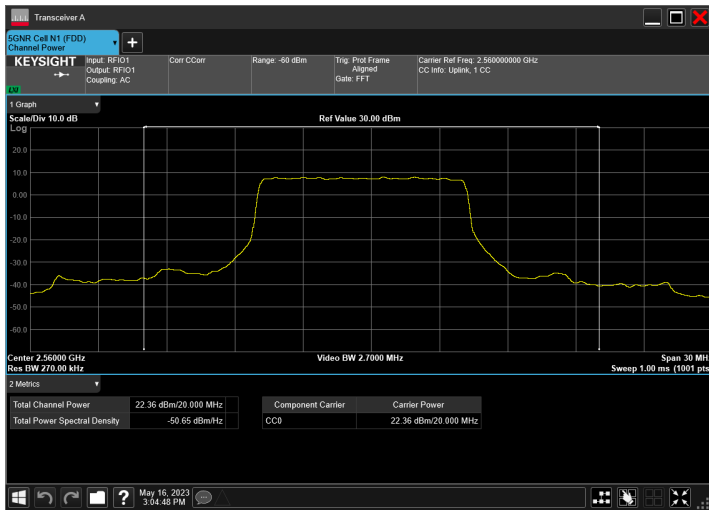 Transceiver A
5GNR Cell N1 (FDD)
Channel Power
KEYSIGHT
Input: RFIO1
Output: RFIO1
Coupling: AC
Corr CCorr
Range: -60 dBm
Trig: Prot Frame
Aligned
Gate: FFT
Carrier Ref Freq: 2.560000000 GHz
CC Info: Uplink, 1 CC
LXI
1 Graph
Scale/Div 10.0 dB
Ref Value 30.00 dBm
Log
20.0
10.0
0.00
-10.0
-20.0
-30.0
-40.0
-50.0
-60.0
Center 2.56000 GHz
Video BW 2.7000 MHz
Span 30 MH
Res BW 270.00 kHz
Sweep 1.00 ms (1001 pts
2 Metrics
Total Channel Power 22.36 dBm/20.000 MHz
Total Power Spectral Density -50.65 dBm/Hz
Component Carrier Carrier Power
CC0 22.36 dBm/20.000 MHz
?
May 16, 2023
3:04:48 PM